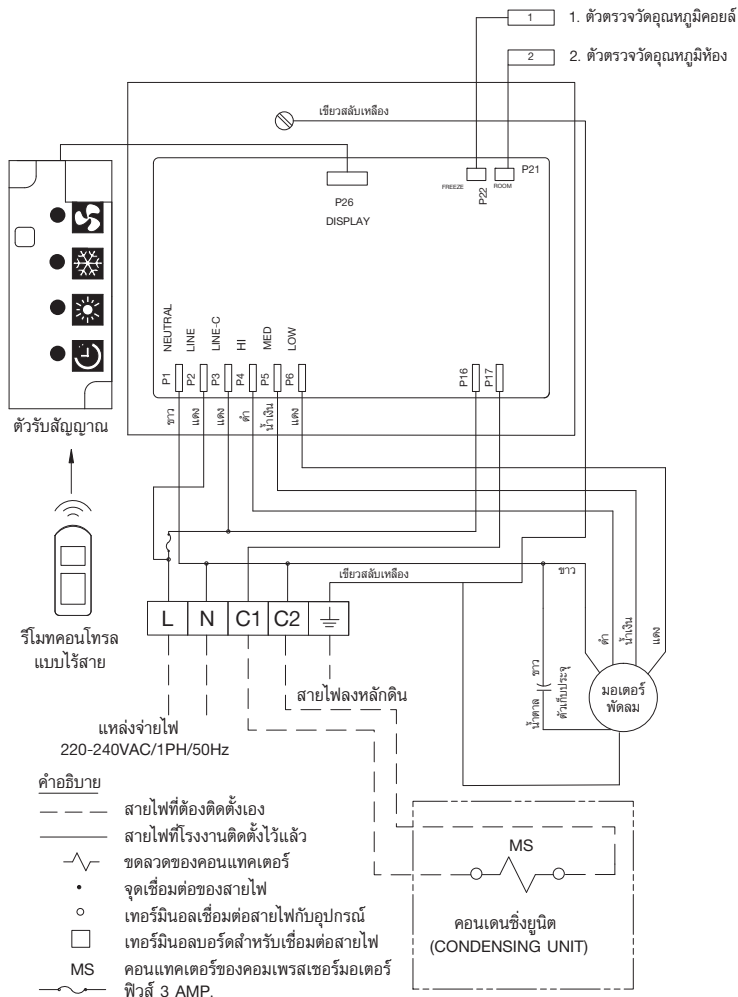 1
1. ตัวตรวจวัดอุณหภูมิคอยล์
2
2. ตัวตรวจวัดอุณหภูมิห้อง
เขียวสลับเหลือง
P26
DISPLAY
FREEZE
P22
ROOM
P21
NEUTRAL
LINE
LINE-C
HI
MED
LOW
P1
P2
P3
P4
P5
P6
P16
P17
ขาว
แดง
แดง
ดำ
น้ำเงิน
แดง
ตัวรับสัญญาณ
รีโมทคอนโทรล
แบบไร้สาย
เขียวสลับเหลือง
ขาว
L
N
C1
C2
สายไฟลงหลักดิน
แหล่งจ่ายไฟ
220-240VAC/1PH/50Hz
ดำ
น้ำเงิน
แดง
ขาว
น้ำตาล
ตัวเก็บประจุ
มอเตอร์
พัดลม
MS
คอนเดนซิ่งยูนิต
(CONDENSING UNIT)
คำอธิบาย
สายไฟที่ต้องติดตั้งเอง
สายไฟที่โรงงานติดตั้งไว้แล้ว
ขดลวดของคอนแทคเตอร์
จุดเชื่อมต่อของสายไฟ
เทอร์มินอลเชื่อมต่อสายไฟกับอุปกรณ์
เทอร์มินอลบอร์ดสำหรับเชื่อมต่อสายไฟ
MS คอนแทคเตอร์ของคอมเพรสเซอร์มอเตอร์
ฟิวส์ 3 AMP.